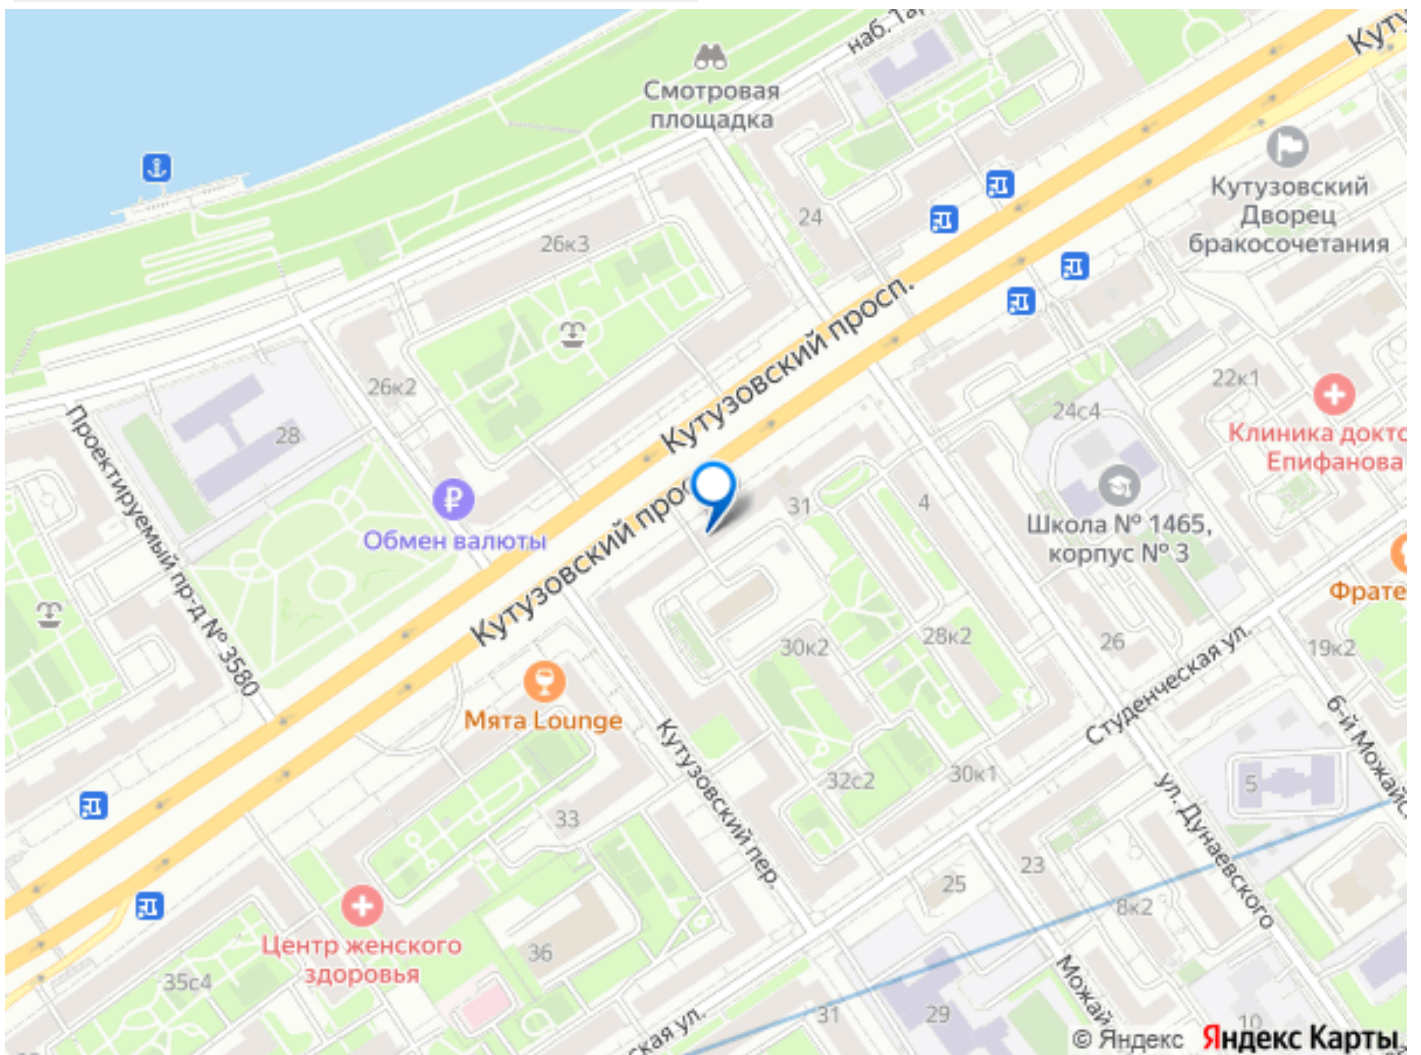 наб. Тар
Куту
Смотровая
площадка
Кутузовский
Дворец
бракосочетания
24
26к3
Кутузовский просп.
26к2
28
22к1
24с4
Клиника докто
Епифанова
Проектируемый пр-д № 3580
Обмен валюты
Кутузовский прос
31
4
Школа № 1465,
корпус № 3
Фрате
30к2
28к2
26
19к2
Студенческая ул.
Мята Lounge
Кутузовский пер.
32с2
30к1
5
6-й Можайс
ул. Дунаевского
33
23
25
8к2
Центр женского
здоровья
36
35с4
ская ул.
31
29
Можай
10
© Яндекс Яндекс Карты